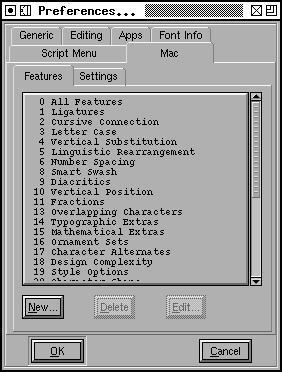 Preferences...
Generic Editing Apps Font Info
Script Menu Mac
Features Settings
0 All Features
1 Ligatures
2 Cursive Connection
3 Letter Case
4 Vertical Substitution
5 Linguistic Rearrangement
6 Number Spacing
8 Smart Swash
9 Diacritics
10 Vertical Position
11 Fractions
13 Overlapping Characters
14 Typographic Extras
15 Mathematical Extras
16 Ornament Sets
17 Character Alternates
18 Design Complexity
19 Style Options
New... Delete Edit...
OK Cancel